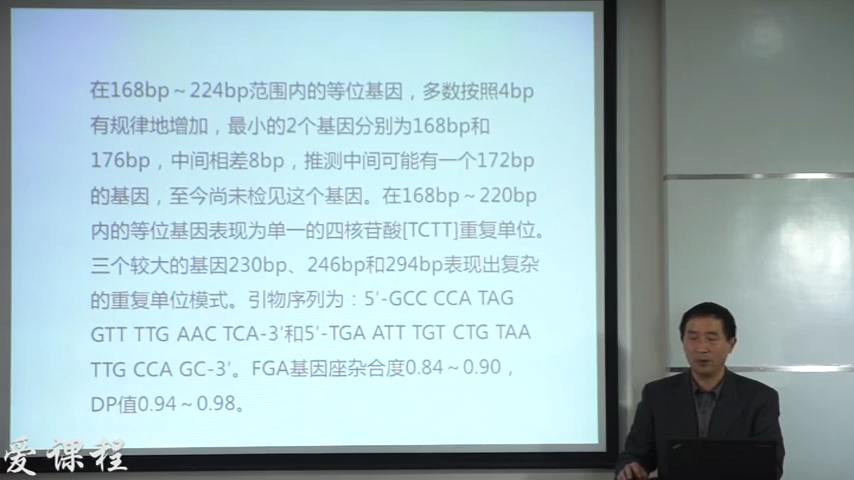 在168bp～224bp范围内的等位基因，多数按照4bp
有规律地增加，最小的2个基因分别为168bp和
176bp，中间相差8bp，推测中间可能有一个172bp
的基因，至今尚未检见这个基因。在168bp～220bp
内的等位基因表现为单一的四核苷酸[TCTT]重复单位。
三个较大的基因230bp、246bp和294bp表现出复杂
的重复单位模式。引物序列为：5'-GCC CCA TAG
GTT TTG AAC TCA-3'和5'-TGA ATT TGT CTG TAA
TTG CCA GC-3'。FGA基因座杂合度0.84～0.90，
DP值0.94～0.98。
爱课程